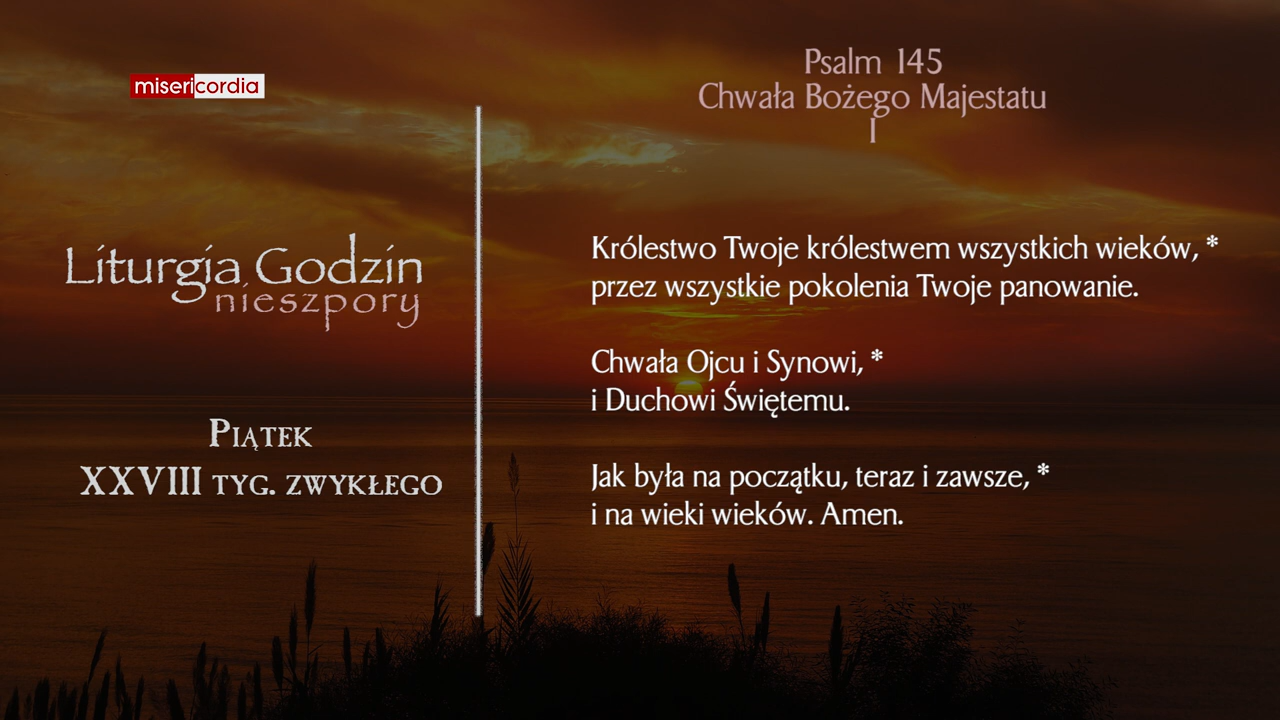 misericordia
Liturgia Godzin
nieszpory
Piątek
XXVIII tyg. zwykłego
Psalm 145
Chwała Bożego Majestatu
I
Królestwo Twoje królestwem wszystkich wieków, *
przez wszystkie pokolenia Twoje panowanie.
Chwała Ojcu i Synowi, *
i Duchowi Świętemu.
Jak była na początku, teraz i zawsze, *
i na wieki wieków. Amen.